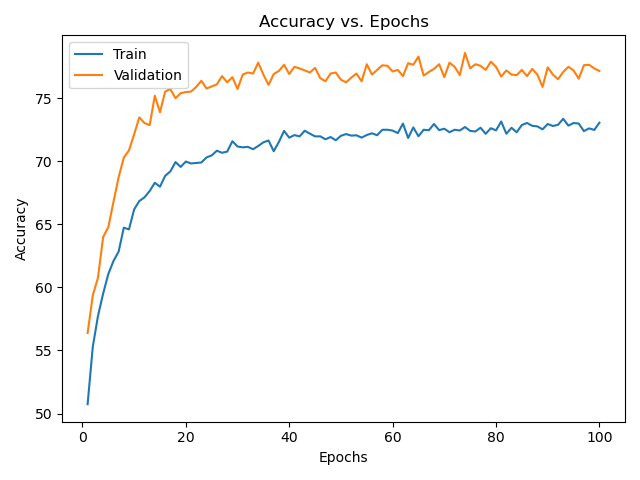 Accuracy vs. Epochs
Train
Validation
75
70
65
60
55
50
Accuracy
0 20 40 60 80 100
Epochs